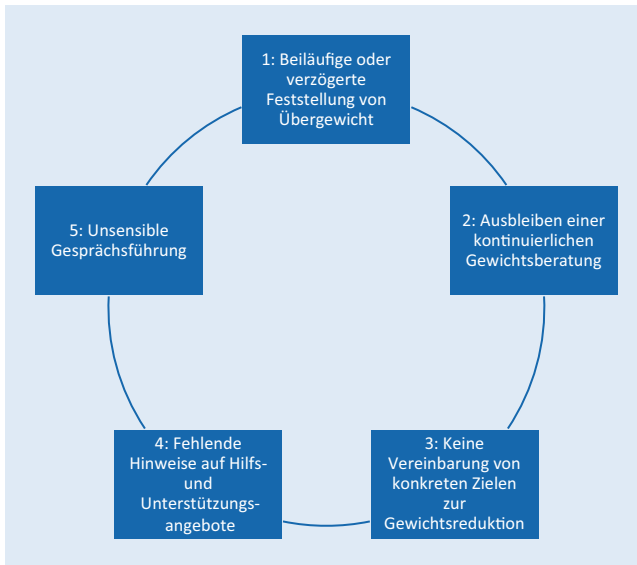 1: Beiläufige oder
verzögerte
Feststellung von
Übergewicht
2: Ausbleiben einer
kontinuierlichen
Gewichtsberatung
3: Keine
Vereinbarung von
konkreten Zielen
zur
Gewichtsreduktion
4: Fehlende
Hinweise auf Hilfs-
und
Unterstützungs-
angebote
5: Unsensible
Gesprächsführung